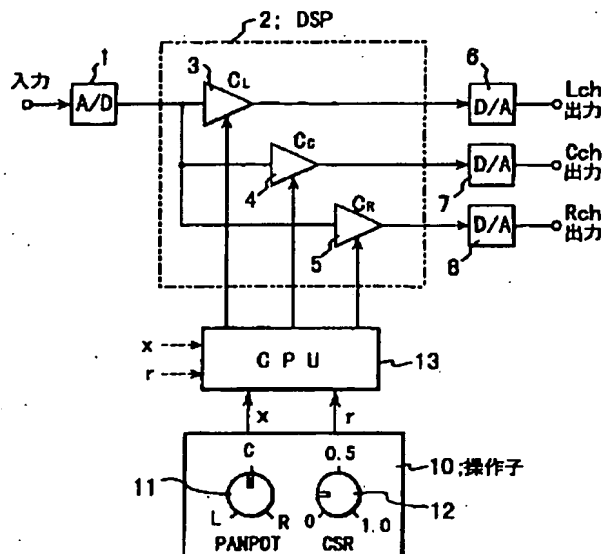 2; DSP
1
入力
A/D
3
CL
6
D/A
Lch
出力
CC
4
D/A
7
Cch
出力
CR
5
D/A
8
Rch
出力
x
r
CPU
13
x
r
C
0.5
10;操作子
11
L
R
0
1.0
12
PANPOT
CSR